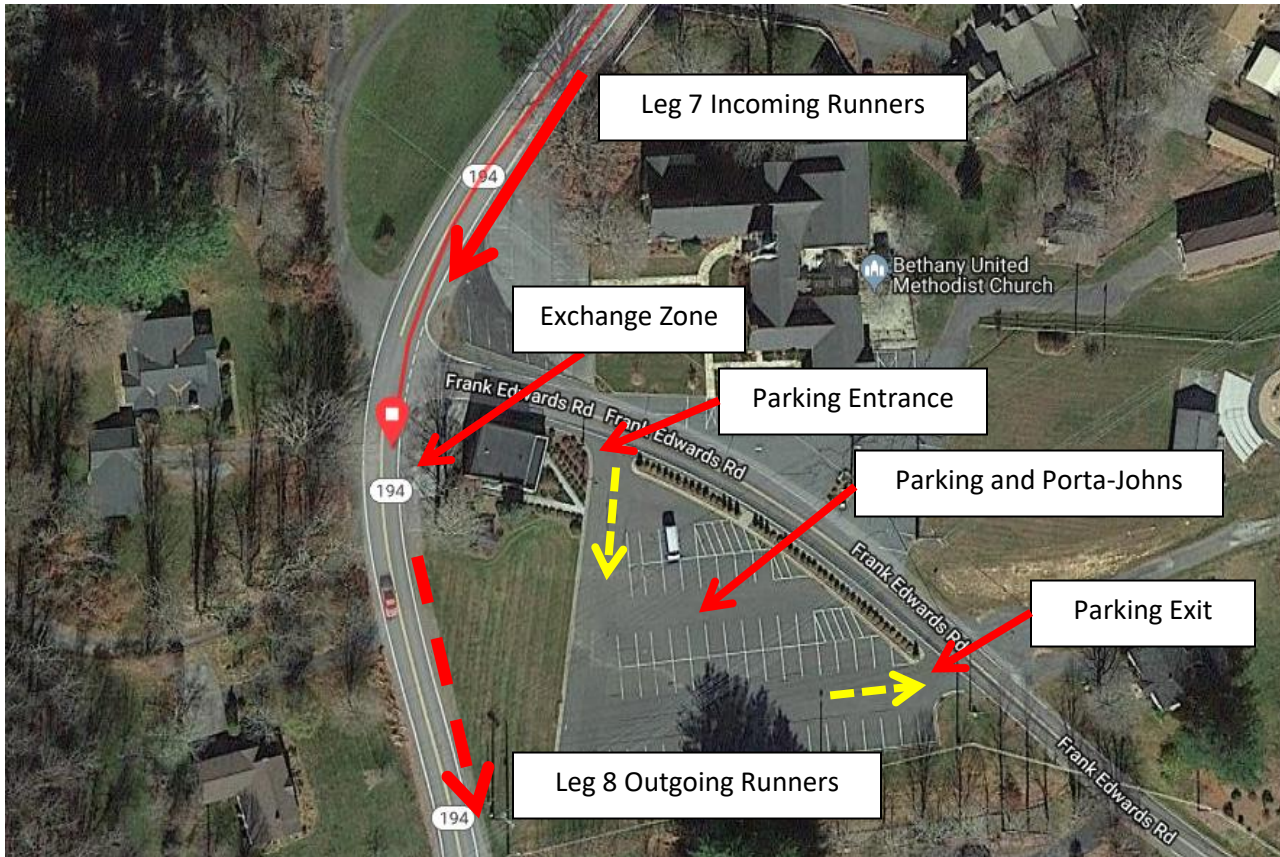 Leg 7 Incoming Runners
194
Bethany United
Methodist Church
Exchange Zone
Frank Edwards Rd
Frank Edwards Rd
Parking Entrance
194
Parking and Porta-Johns
Frank Edwards Rd
Parking Exit
Leg 8 Outgoing Runners
194
Frank Edwards Rd